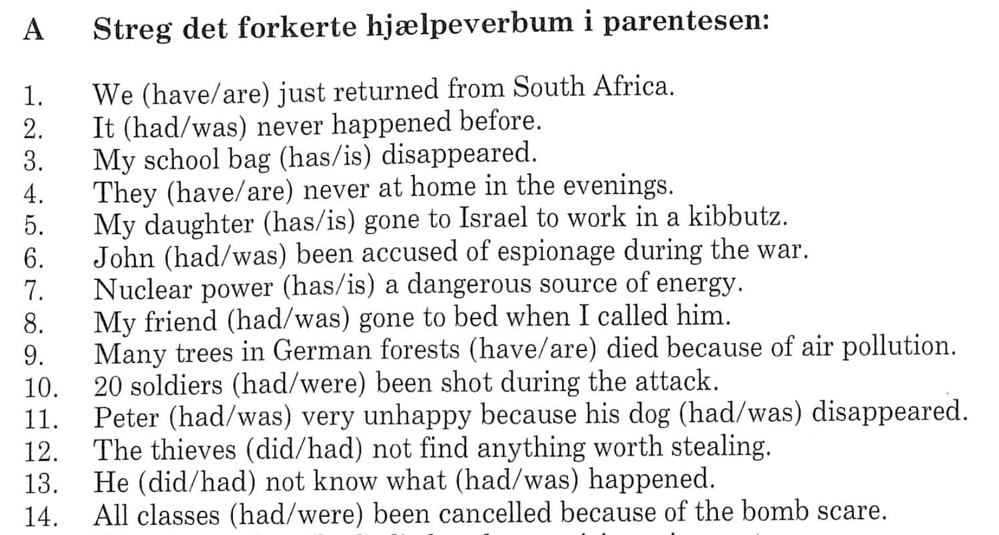 A Streg det forkerte hjælpeverbum i parentesen:
1. We (have/are) just returned from South Africa.
2. It (had/was) never happened before.
3. My school bag (has/is) disappeared.
4. They (have/are) never at home in the evenings.
5. My daughter (has/is) gone to Israel to work in a kibbutz.
6. John (had/was) been accused of espionage during the war.
7. Nuclear power (has/is) a dangerous source of energy.
8. My friend (had/was) gone to bed when I called him.
9. Many trees in German forests (have/are) died because of air pollution.
10. 20 soldiers (had/were) been shot during the attack.
11. Peter (had/was) very unhappy because his dog (had/was) disappeared.
12. The thieves (did/had) not find anything worth stealing.
13. He (did/had) not know what (had/was) happened.
14. All classes (had/were) been cancelled because of the bomb scare.